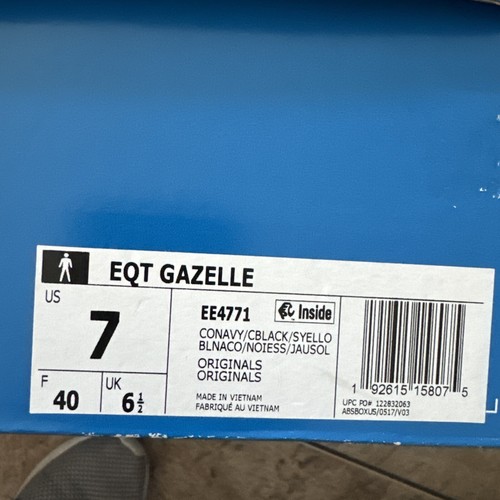 EQT GAZELLE
US
7
F
40
UK
6½
EE4771
Inside
CONAVY/CBLACK/SYELLO
BLNACO/NOIESS/JAUSOL
ORIGINALS
ORIGINALS
MADE IN VIETNAM
FABRIQUÉ AU VIETNAM
1 92615 15807 5
UPC PO# 122832063
ABSBOXUS/0517/V03